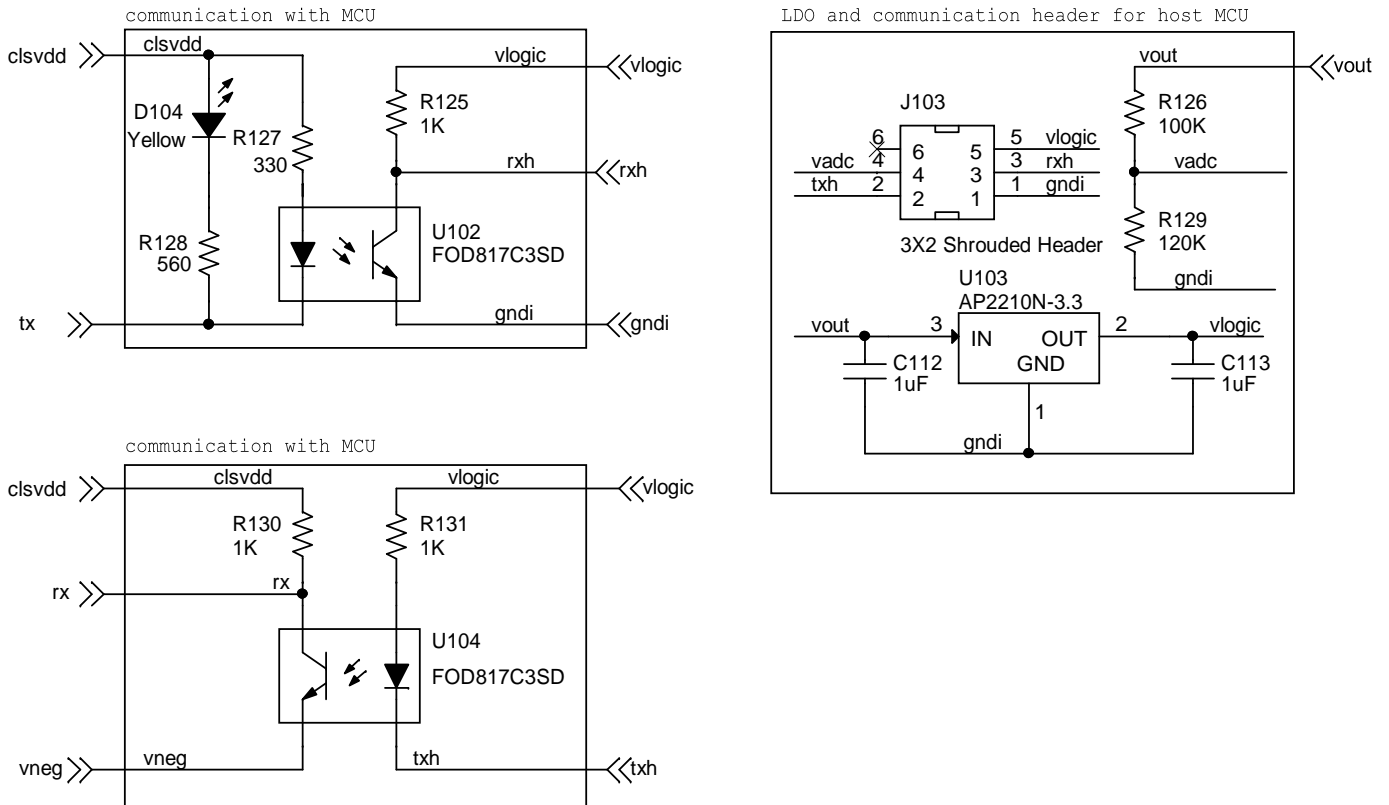 communication with MCU
clsvdd
clsvdd
vlogic
vlogic
D104
Yellow
R127
330
R125
1K
rxh
rxh
R128
560
U102
FOD817C3SD
tx
gndi
gndi
LDO and communication header for host MCU
vout
vout
J103
R126
100K
6
6
5
5
vlogic
vadc
4
4
3
3
rxh
vadc
txh
2
2
1
1
gndi
3X2 Shrouded Header
R129
120K
gndi
U103
AP2210N-3.3
vout
3
IN
OUT
2
vlogic
GND
C112
1uF
C113
1uF
1
gndi
communication with MCU
clsvdd
clsvdd
vlogic
vlogic
R130
1K
R131
1K
rx
rx
U104
FOD817C3SD
vneg
vneg
txh
txh